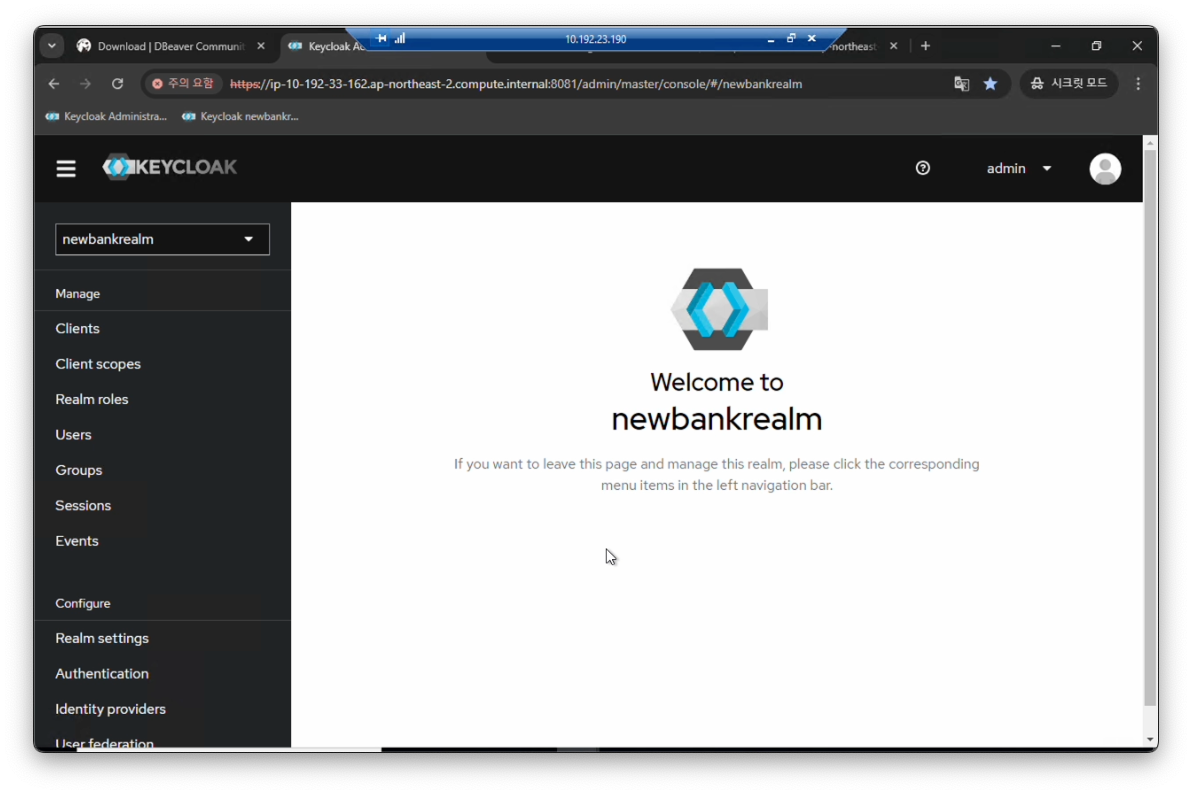 10.192.23.190
Download | DBeaver Communit
Keycloak A
northeast
주의 요함
https://ip-10-192-33-162.ap-northeast-2.compute.internal:8081/admin/master/console/#/newbankrealm
시크릿 모드
Keycloak Administra...
Keycloak newbankr...
KEYCLOAK
admin
newbankrealm
Manage
Clients
Client scopes
Realm roles
Users
Groups
Sessions
Events
Configure
Realm settings
Authentication
Identity providers
User federation
Welcome to
newbankrealm
If you want to leave this page and manage this realm, please click the corresponding
menu items in the left navigation bar.